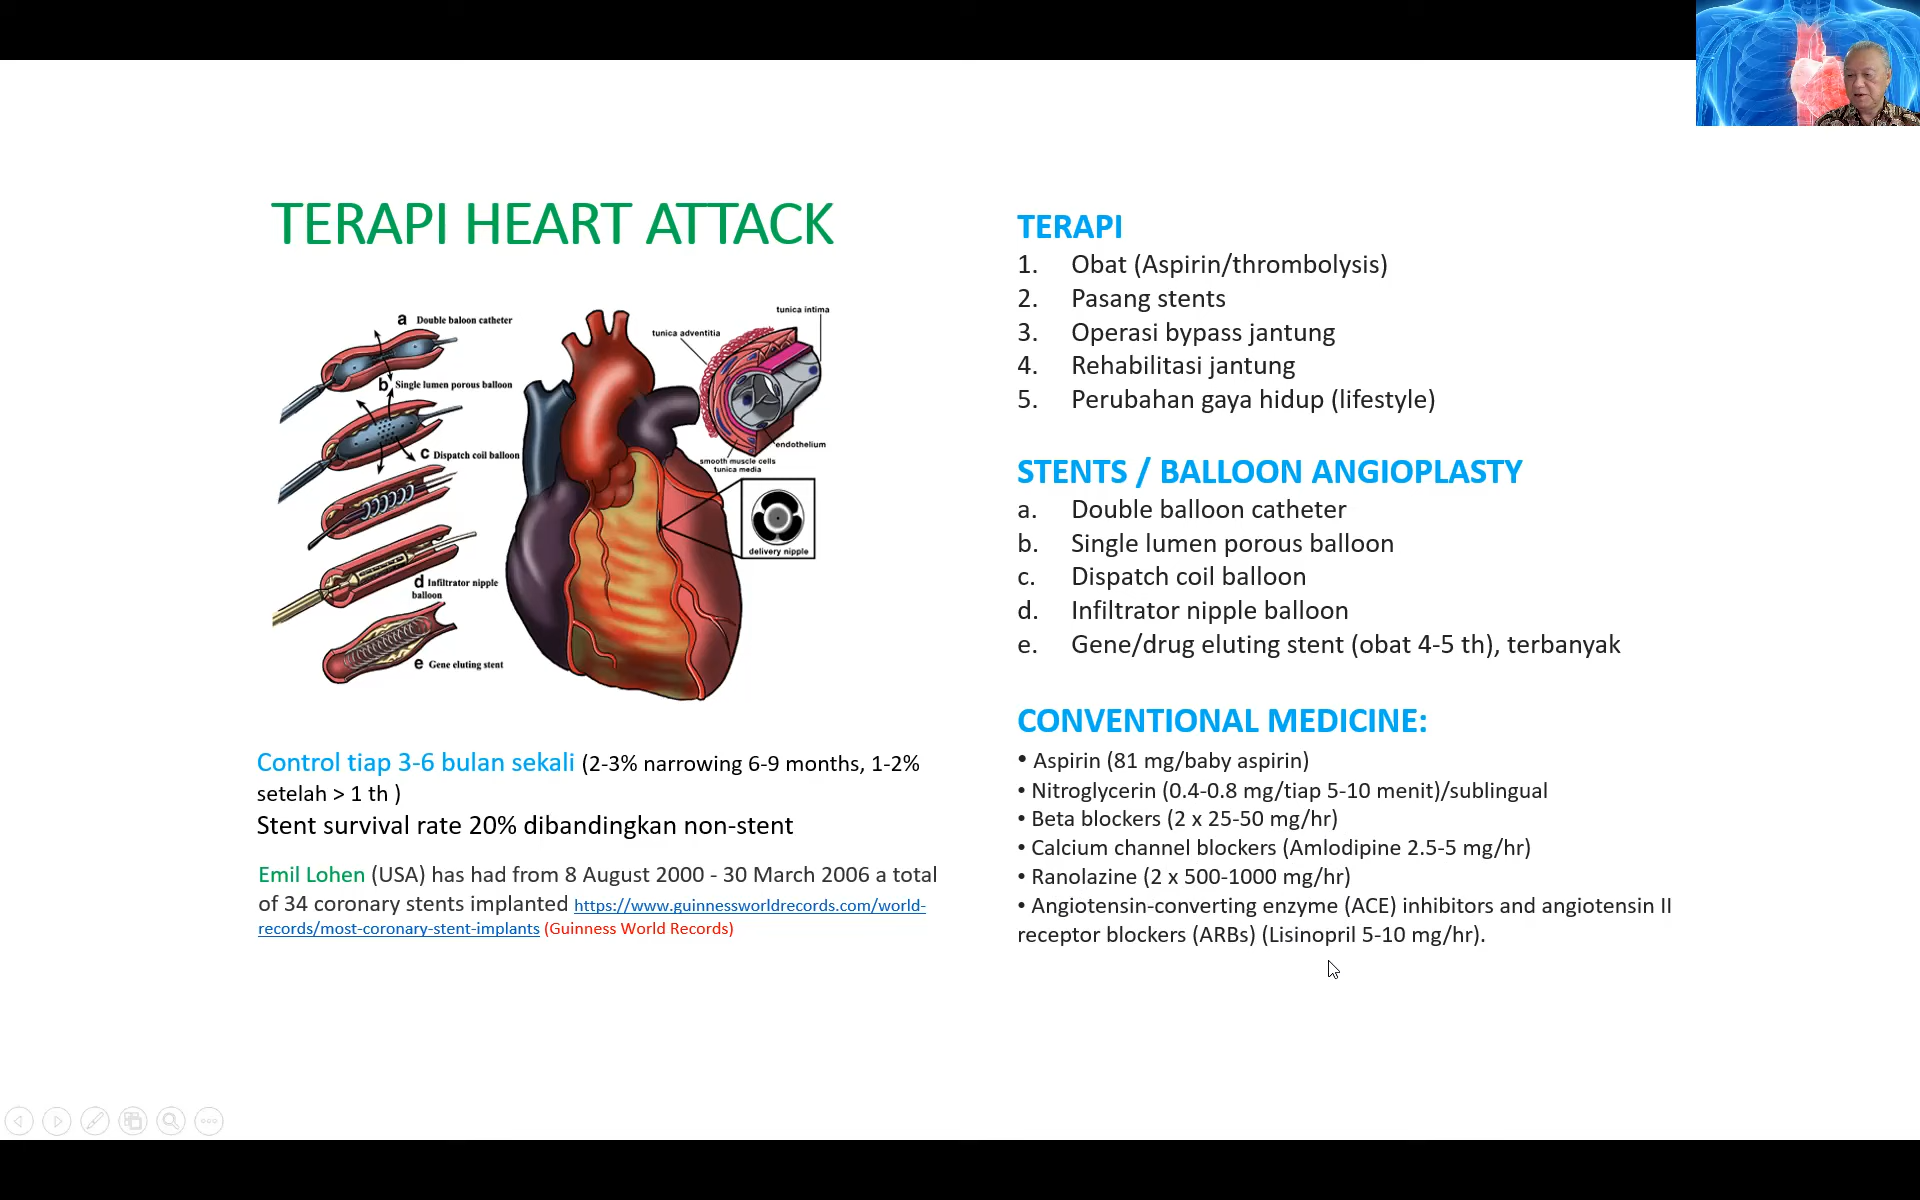 TERAPI HEART ATTACK
a Double baloon catheter
b Single lumen porous balloon
c Dispatch coil balloon
d Infiltrator nipple
balloon
e Gene eluting stent
tunica intima
tunica adventitia
endothelium
smooth muscle cells
tunica media
delivery nipple
Control tiap 3-6 bulan sekali (2-3% narrowing 6-9 months, 1-2%
setelah > 1 th )
Stent survival rate 20% dibandingkan non-stent
Emil Lohen (USA) has had from 8 August 2000 - 30 March 2006 a total
of 34 coronary stents implanted https://www.guinnessworldrecords.com/world-
records/most-coronary-stent-implants (Guinness World Records)
TERAPI
1. Obat (Aspirin/thrombolysis)
2. Pasang stents
3. Operasi bypass jantung
4. Rehabilitasi jantung
5. Perubahan gaya hidup (lifestyle)
STENTS / BALLOON ANGIOPLASTY
a. Double balloon catheter
b. Single lumen porous balloon
c. Dispatch coil balloon
d. Infiltrator nipple balloon
e. Gene/drug eluting stent (obat 4-5 th), terbanyak
CONVENTIONAL MEDICINE:
• Aspirin (81 mg/baby aspirin)
• Nitroglycerin (0.4-0.8 mg/tiap 5-10 menit)/sublingual
• Beta blockers (2 x 25-50 mg/hr)
• Calcium channel blockers (Amlodipine 2.5-5 mg/hr)
• Ranolazine (2 x 500-1000 mg/hr)
• Angiotensin-converting enzyme (ACE) inhibitors and angiotensin II
receptor blockers (ARBs) (Lisinopril 5-10 mg/hr).